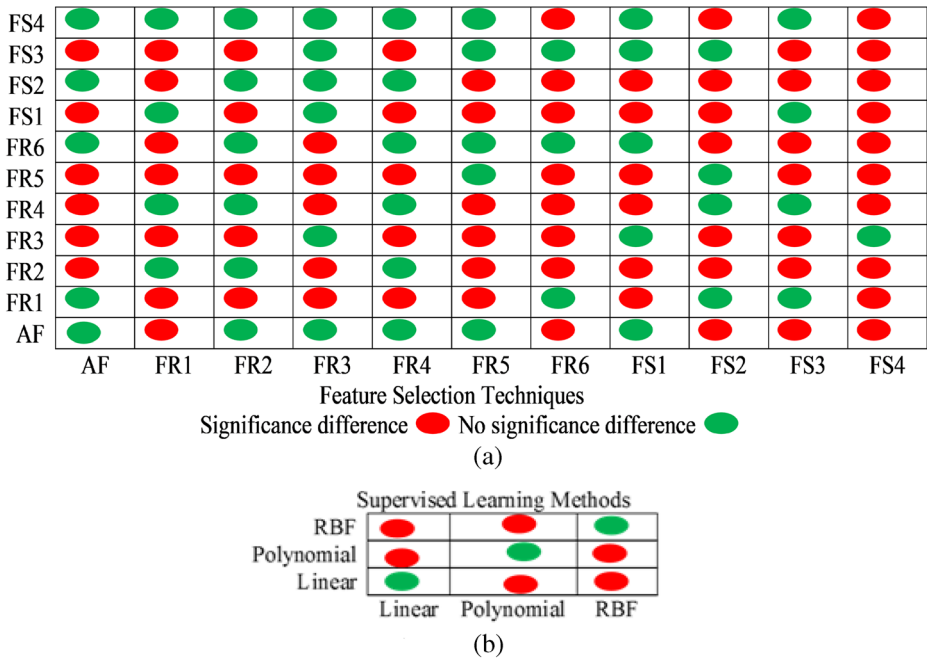 FS4
FS3
FS2
FS1
FR6
FR5
FR4
FR3
FR2
FR1
AF
AF FR1 FR2 FR3 FR4 FR5 FR6 FS1 FS2 FS3 FS4
Feature Selection Techniques
Significance difference No significance difference
(a)
Supervised Learning Methods
RBF
Polynomial
Linear
Linear Polynomial RBF
(b)